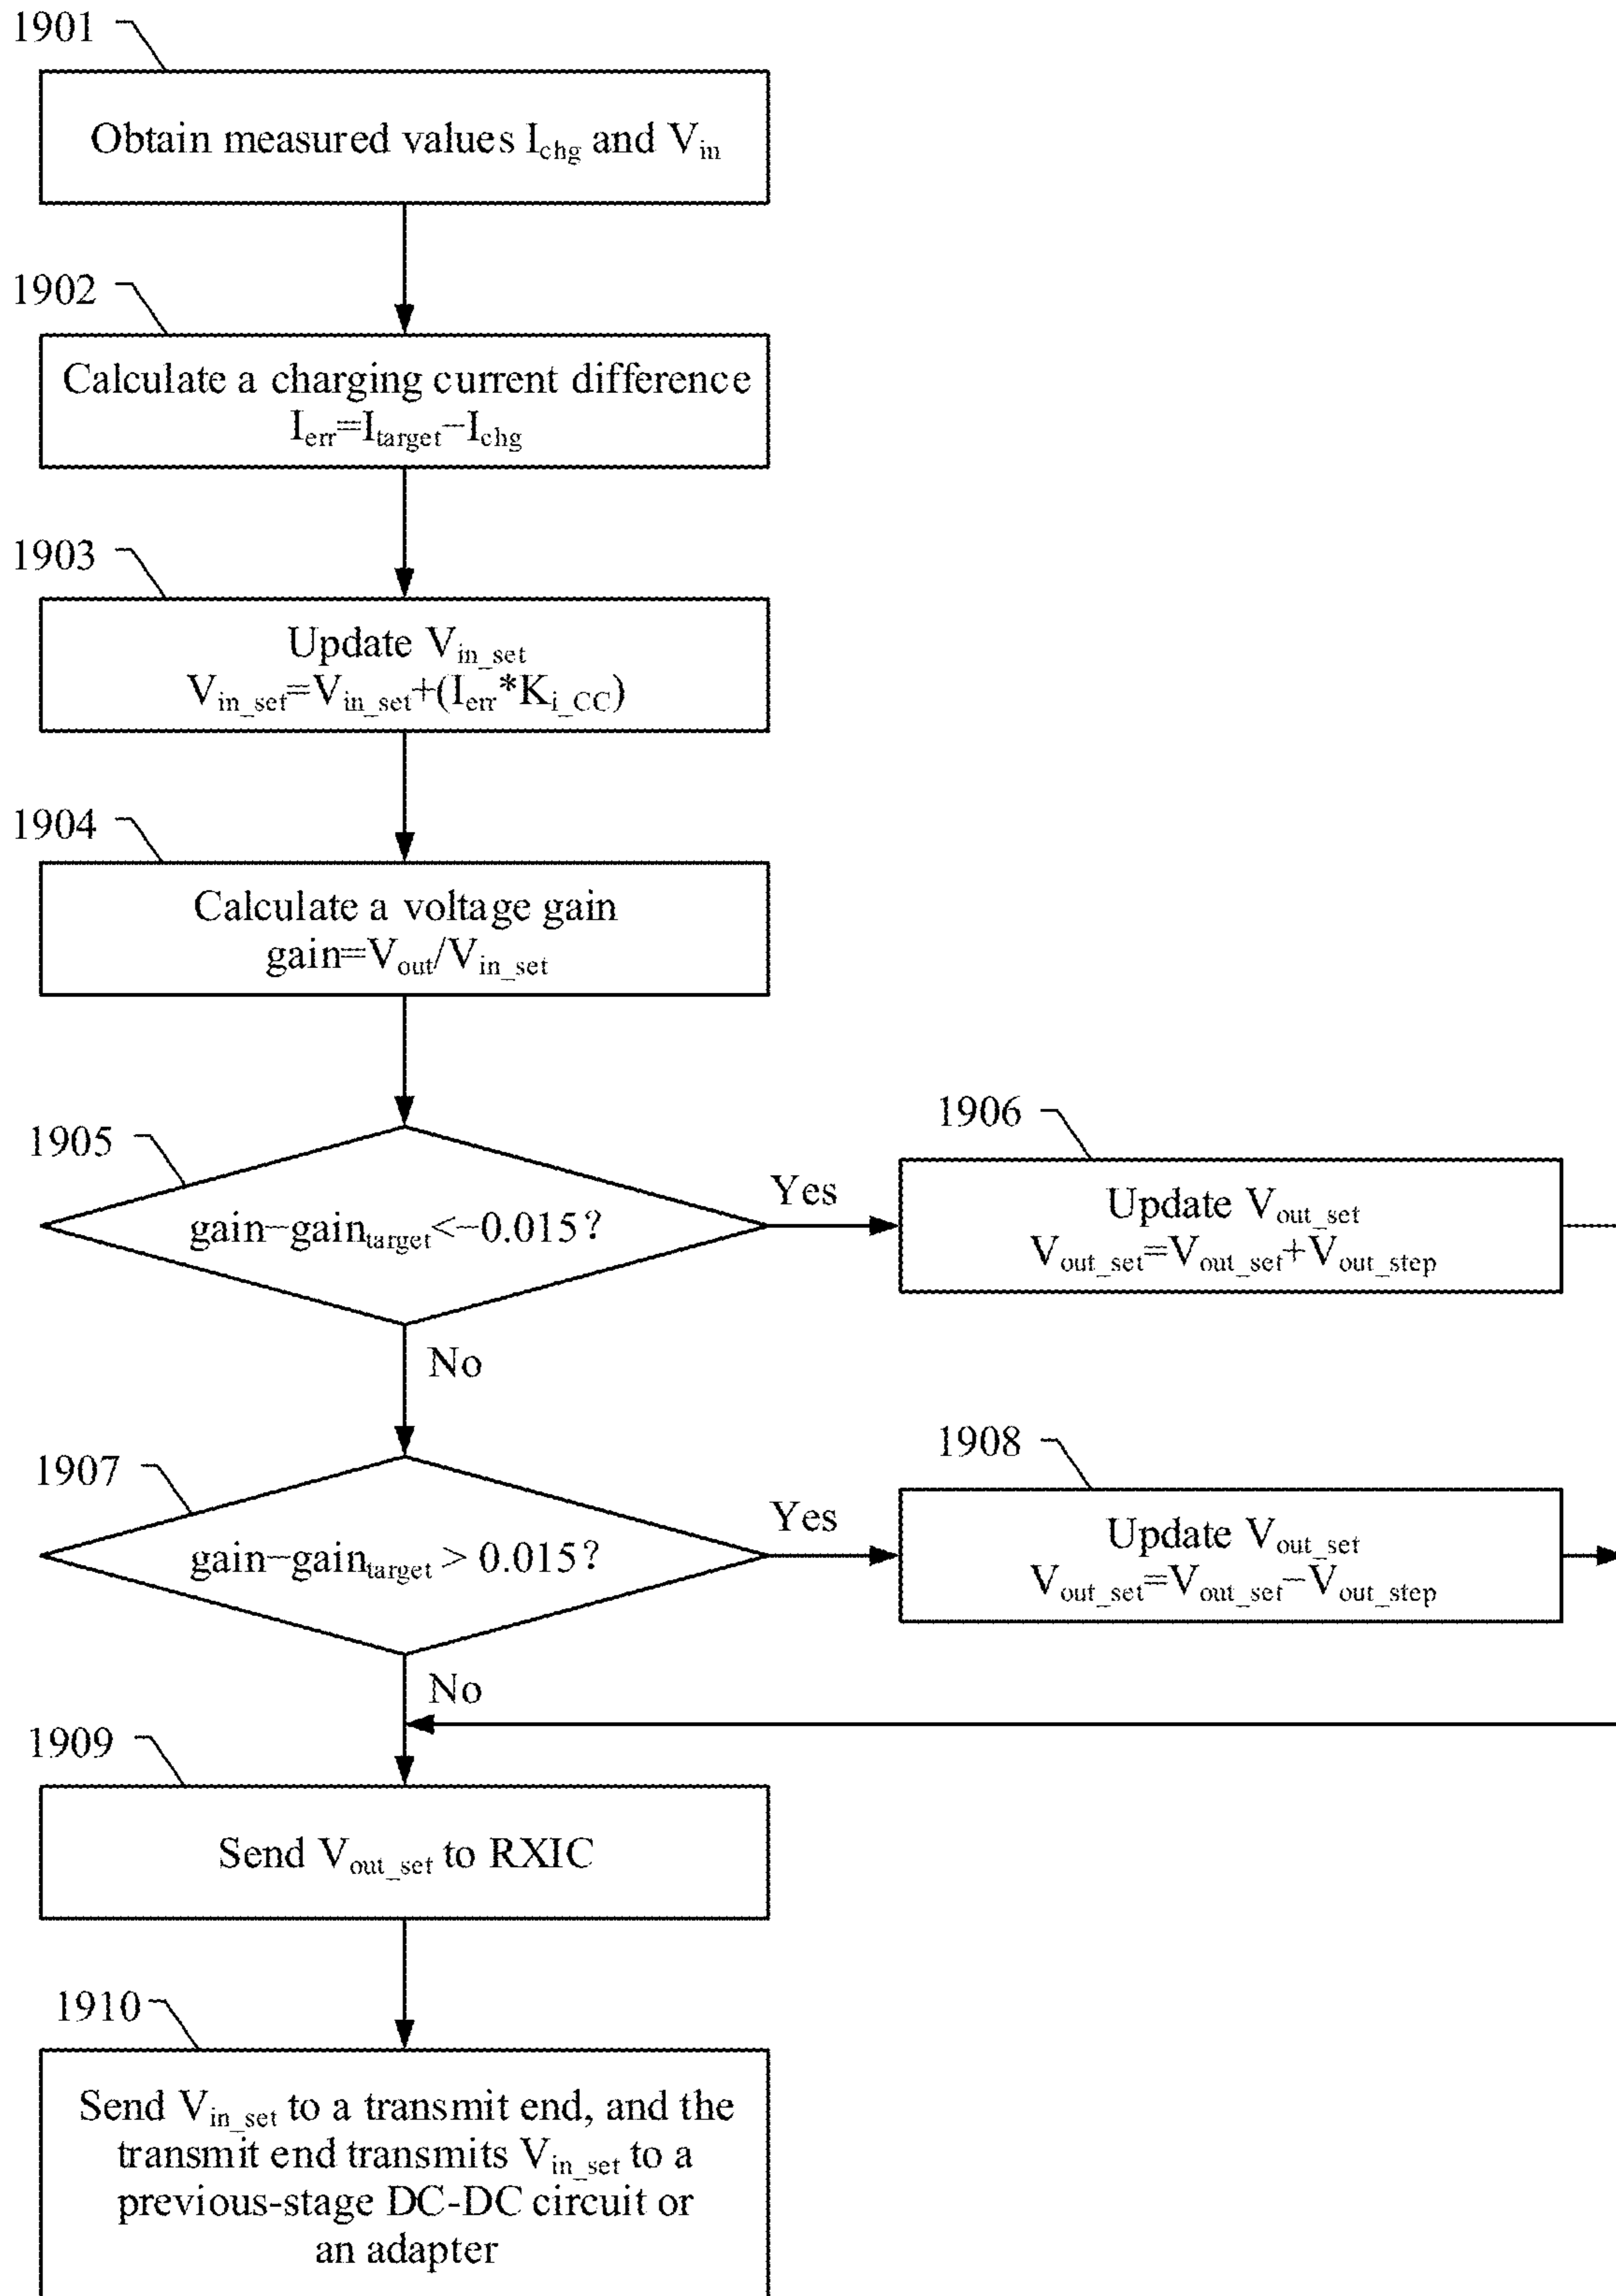 1901
Obtain measured values I_chg and V_in
1902
Calculate a charging current difference
I_err=I_target−I_chg
1903
Update V_in_set
V_in_set=V_in_set+(I_err*K_i_CC)
1904
Calculate a voltage gain
gain=V_out/V_in_set
1905
gain−gain_target<−0.015?
Yes
1906
Update V_out_set
V_out_set=V_out_set+V_out_step
No
1907
gain−gain_target > 0.015?
Yes
1908
Update V_out_set
V_out_set=V_out_set−V_out_step
No
1909
Send V_out_set to RXIC
1910
Send V_in_set to a transmit end, and the
transmit end transmits V_in_set to a
previous-stage DC-DC circuit or
an adapter